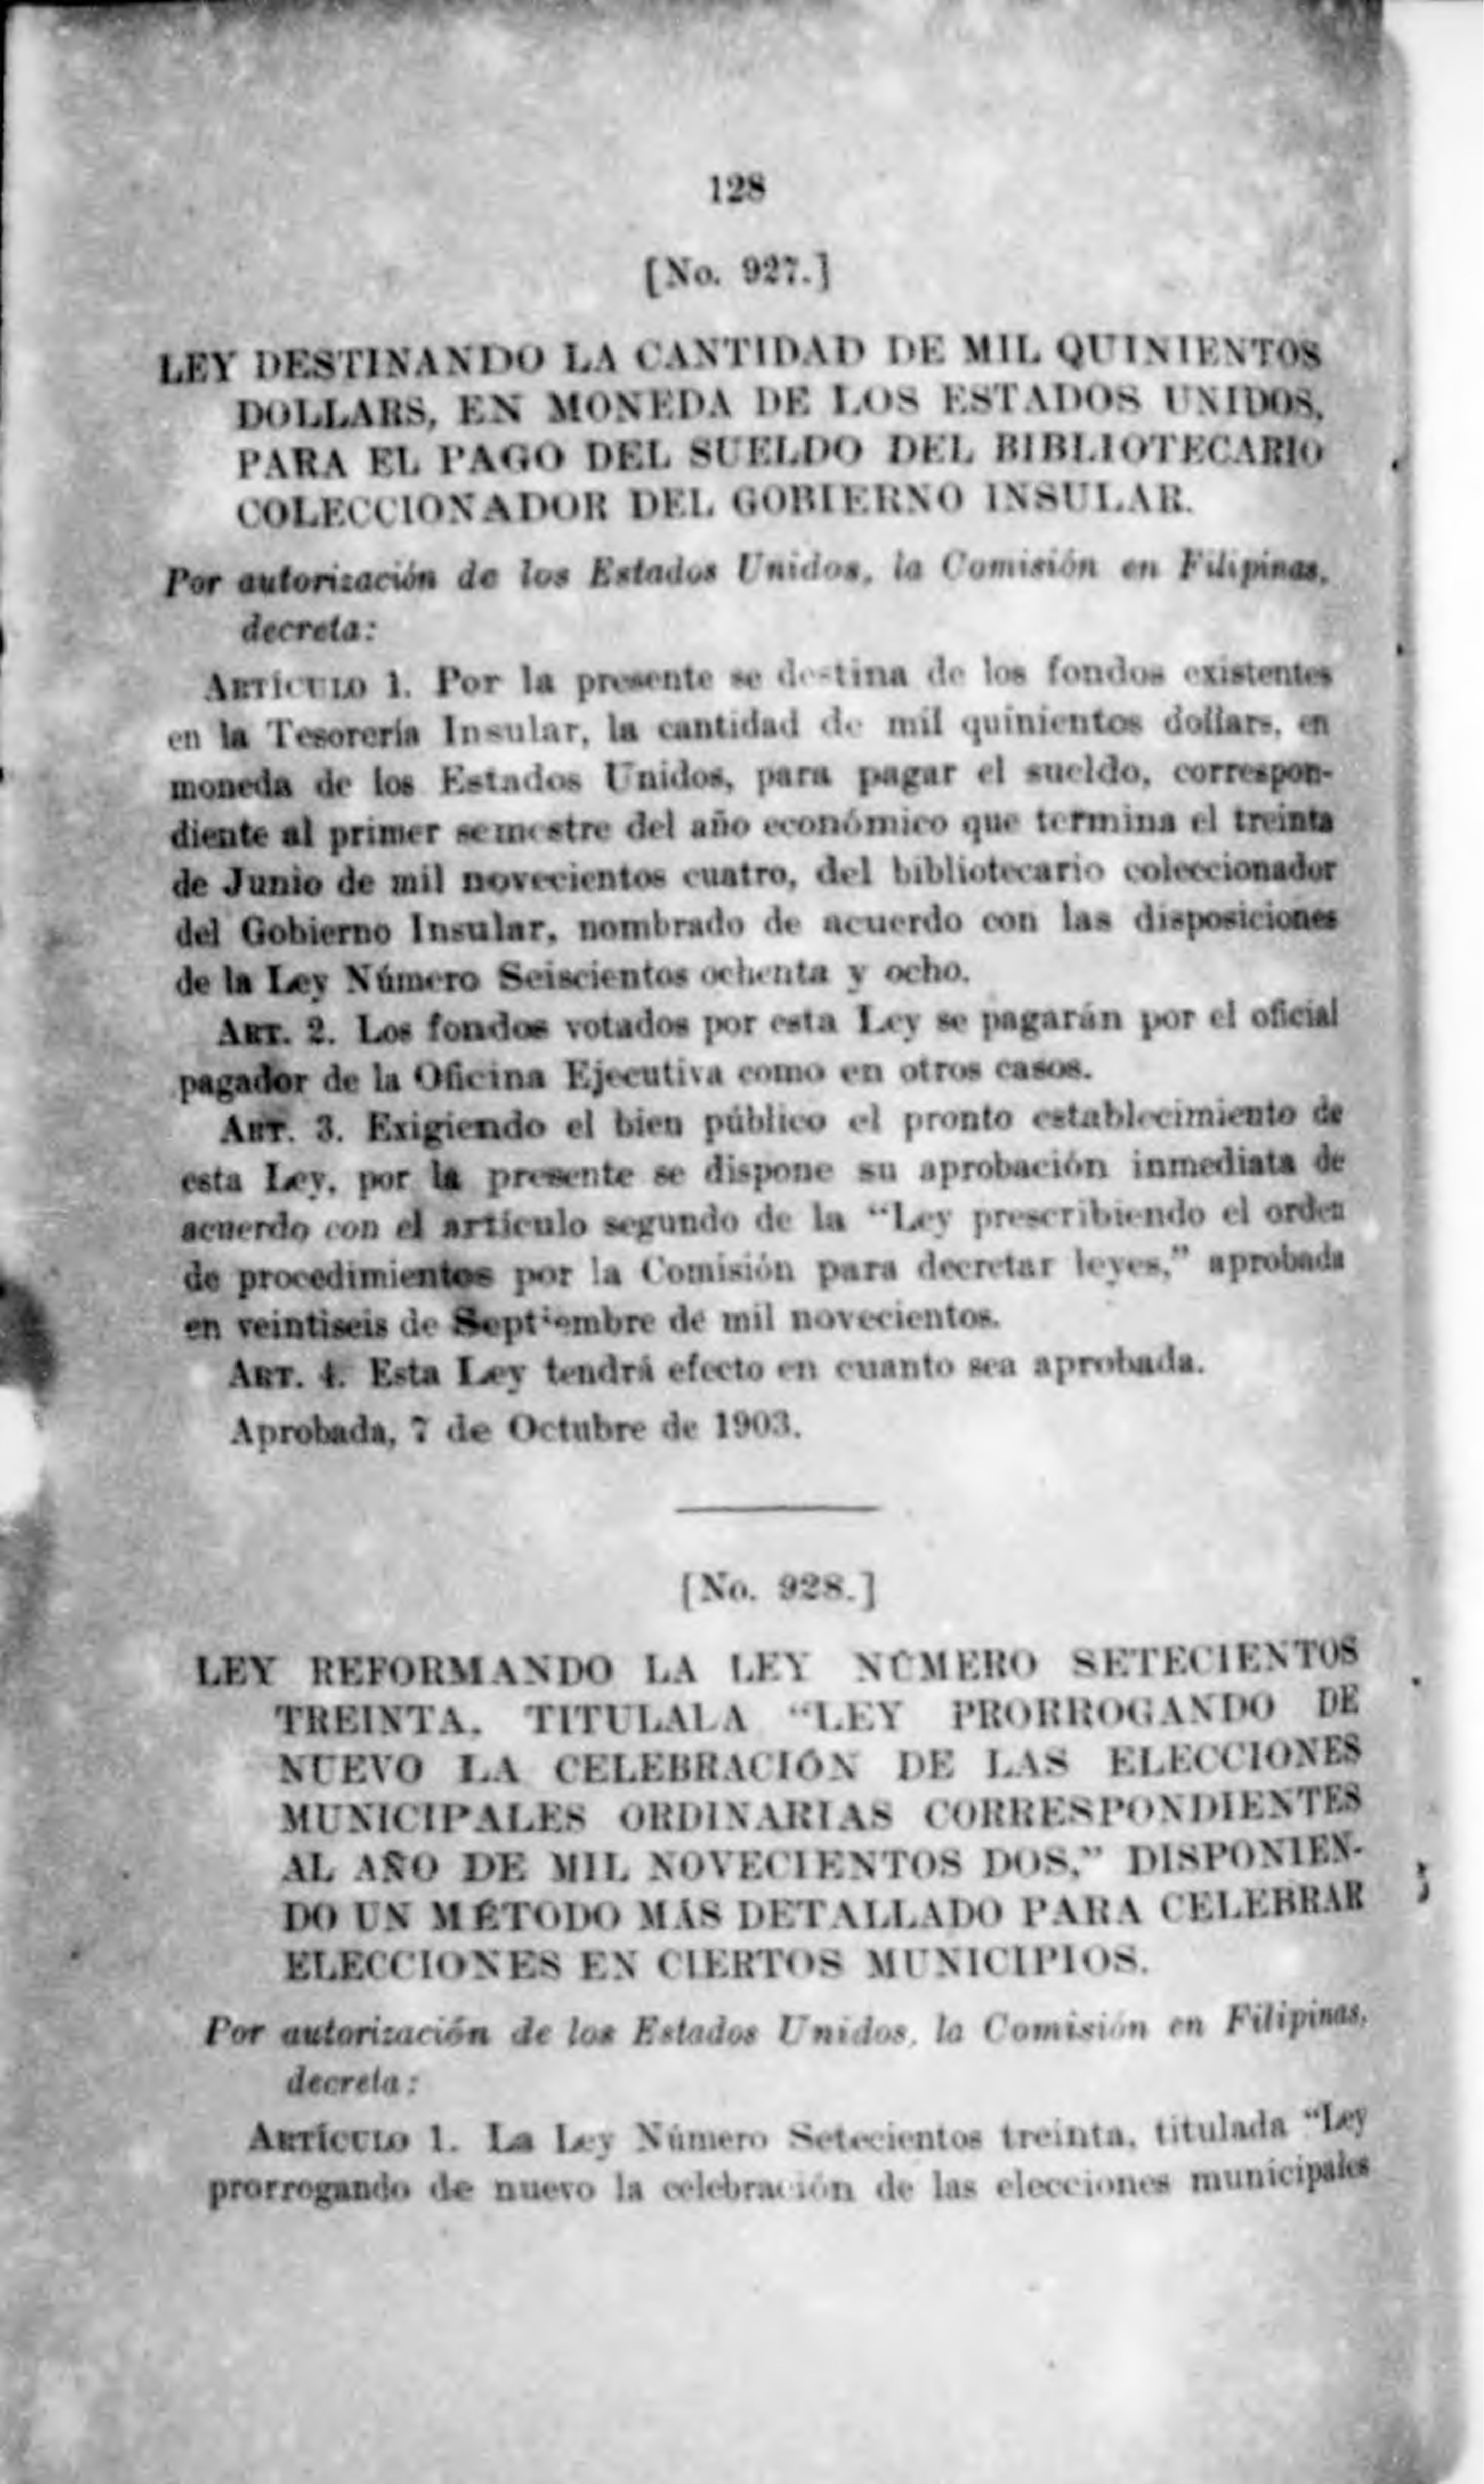 128
[No. 927.]
LEY DESTINANDO LA CANTIDAD DE MIL QUINIENTOS
DOLLARS, EN MONEDA DE LOS ESTADOS UNIDOS,
PARA EL PAGO DEL SUELDO DEL BIBLIOTECARIO
COLECCIONADOR DEL GOBIERNO INSULAR.
Por autorización de los Estados Unidos, la Comisión en Filipinas,
decreta:
ARTÍCULO 1. Por la presente se destina de los fondos existentes
en la Tesorería Insular, la cantidad de mil quinientos dollars, en
moneda de los Estados Unidos, para pagar el sueldo, correspon-
diente al primer semestre del año económico que termina el treinta
de Junio de mil novecientos cuatro, del bibliotecario coleccionador
del Gobierno Insular, nombrado de acuerdo con las disposiciones
de la Ley Número Seiscientos ochenta y ocho.
ART. 2. Los fondos votados por esta Ley se pagarán por el oficial
pagador de la Oficina Ejecutiva como en otros casos.
ART. 3. Exigiendo el bien público el pronto establecimiento de
esta Ley, por la presente se dispone su aprobación inmediata de
acuerdo con el artículo segundo de la "Ley prescribiendo el orden
de procedimientos por la Comisión para decretar leyes," aprobada
en veintiseis de Septiembre de mil novecientos.
ART. 4. Esta Ley tendrá efecto en cuanto sea aprobada.
Aprobada, 7 de Octubre de 1903.
[No. 928.]
LEY REFORMANDO LA LEY NÚMERO SETECIENTOS
TREINTA, TITULALA "LEY PRORROGANDO DE
NUEVO LA CELEBRACIÓN DE LAS ELECCIONES
MUNICIPALES ORDINARIAS CORRESPONDIENTES
AL AÑO DE MIL NOVECIENTOS DOS," DISPONIEN-
DO UN MÉTODO MÁS DETALLADO PARA CELEBRAR
ELECCIONES EN CIERTOS MUNICIPIOS.
Por autorización de los Estados Unidos, la Comisión en Filipinas,
decreta:
ARTÍCULO 1. La Ley Número Setecientos treinta, titulada "Ley
prorrogando de nuevo la celebración de las elecciones municipales